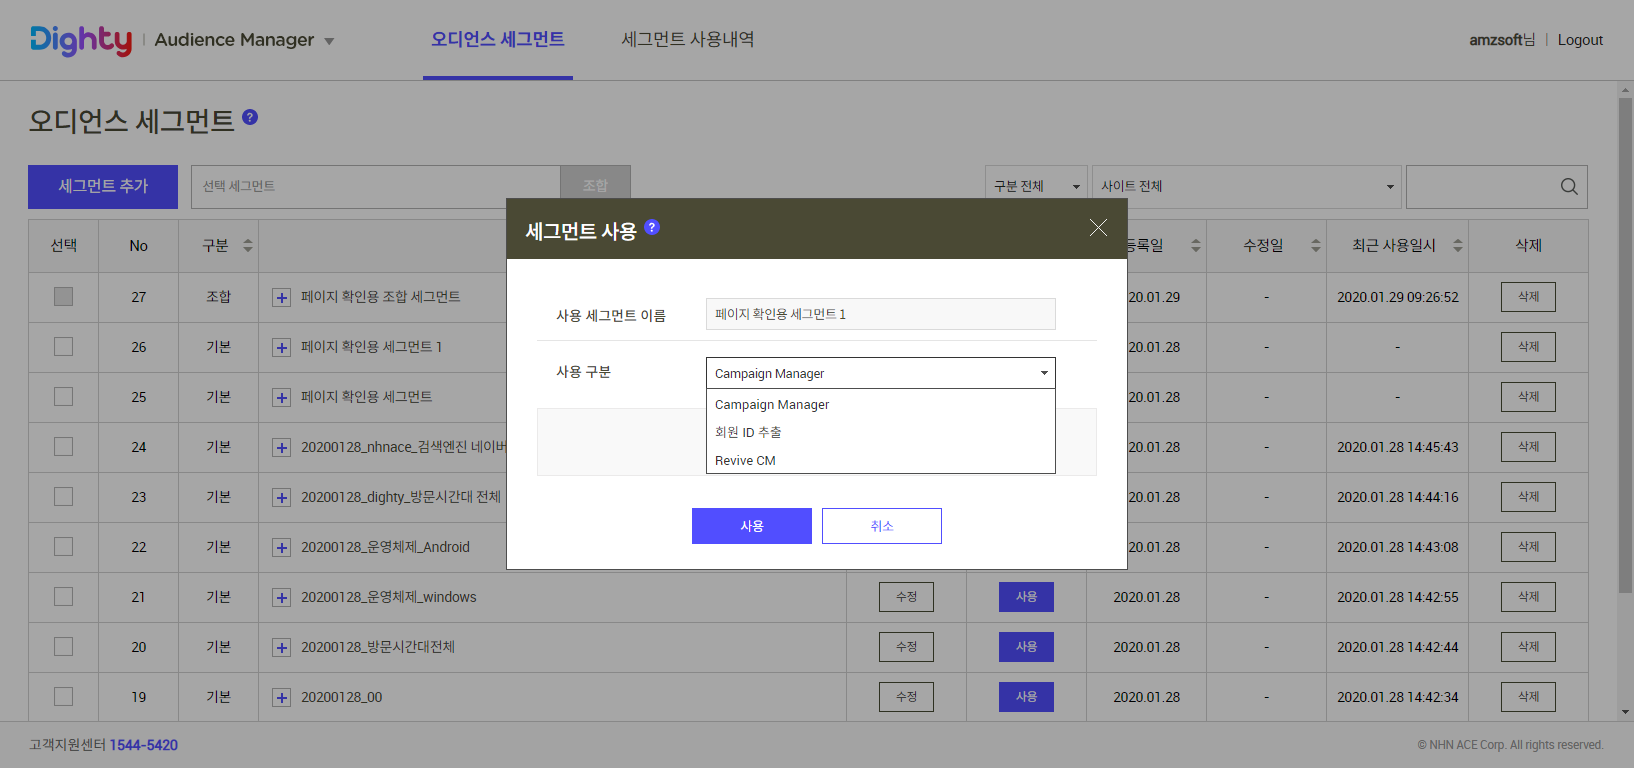 Dighty | Audience Manager
오디언스 세그먼트 세그먼트 사용내역
amzsoft님 | Logout
오디언스 세그먼트 ?
세그먼트 추가 선택 세그먼트 조합 구분 전체 사이트 전체
선택 No 구분 등록일 수정일 최근 사용일시 삭제
세그먼트 사용 ?
사용 세그먼트 이름 페이지 확인용 세그먼트 1
사용 구분 Campaign Manager
Campaign Manager
회원 ID 추출
Revive CM
사용 취소
27 조합 페이지 확인용 조합 세그먼트 20.01.29 - 2020.01.29 09:26:52 삭제
26 기본 페이지 확인용 세그먼트 1 20.01.28 - - 삭제
25 기본 페이지 확인용 세그먼트 20.01.28 - - 삭제
24 기본 20200128_nhnace_검색엔진 네이버 20.01.28 - 2020.01.28 14:45:43 삭제
23 기본 20200128_dighty_방문시간대 전체 20.01.28 - 2020.01.28 14:44:16 삭제
22 기본 20200128_운영체제_Android 20.01.28 - 2020.01.28 14:43:08 삭제
21 기본 20200128_운영체제_windows 수정 사용 2020.01.28 - 2020.01.28 14:42:55 삭제
20 기본 20200128_방문시간대전체 수정 사용 2020.01.28 - 2020.01.28 14:42:44 삭제
19 기본 20200128_00 수정 사용 2020.01.28 - 2020.01.28 14:42:34 삭제
고객지원센터 1544-5420
© NHN ACE Corp. All rights reserved.